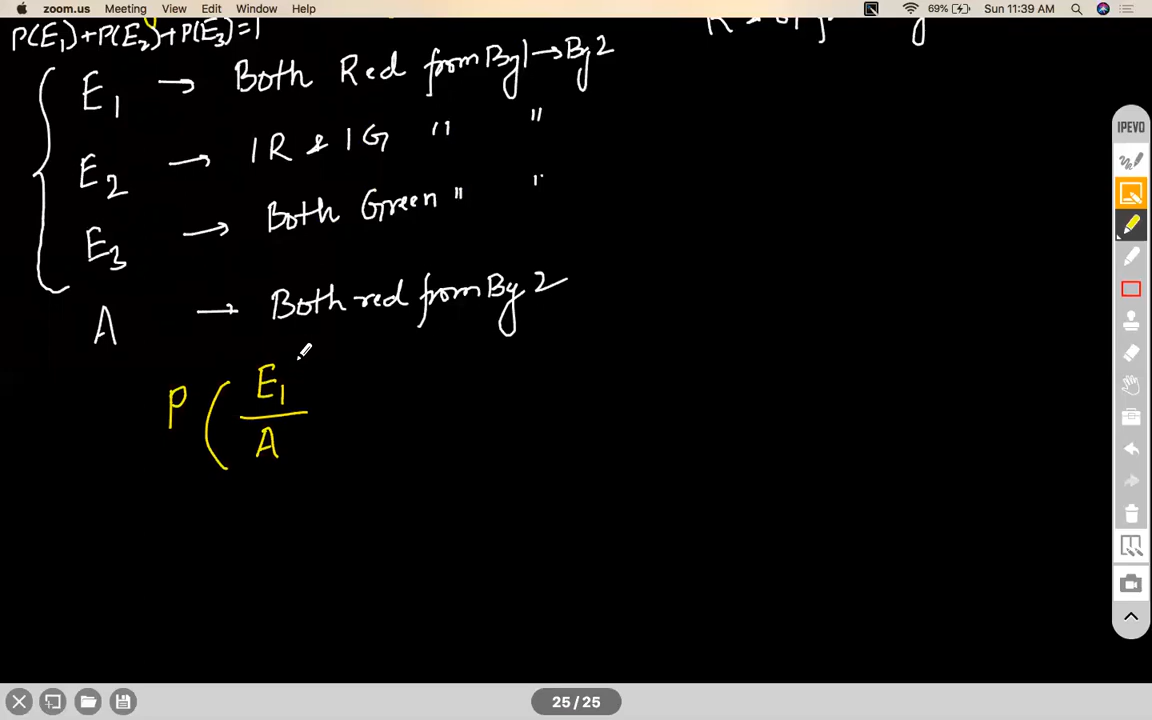 zoom.us Meeting View Edit Window Help 69% Sun 11:39 AM
P(E₁)+P(E₂)+P(E₃)=1
E₁ → Both Red from Bg1→Bg2
E₂ → 1R & 1G " "
E₃ → Both Green " "
A → Both red from Bg 2
P(E₁/A
IPEVO
25/25